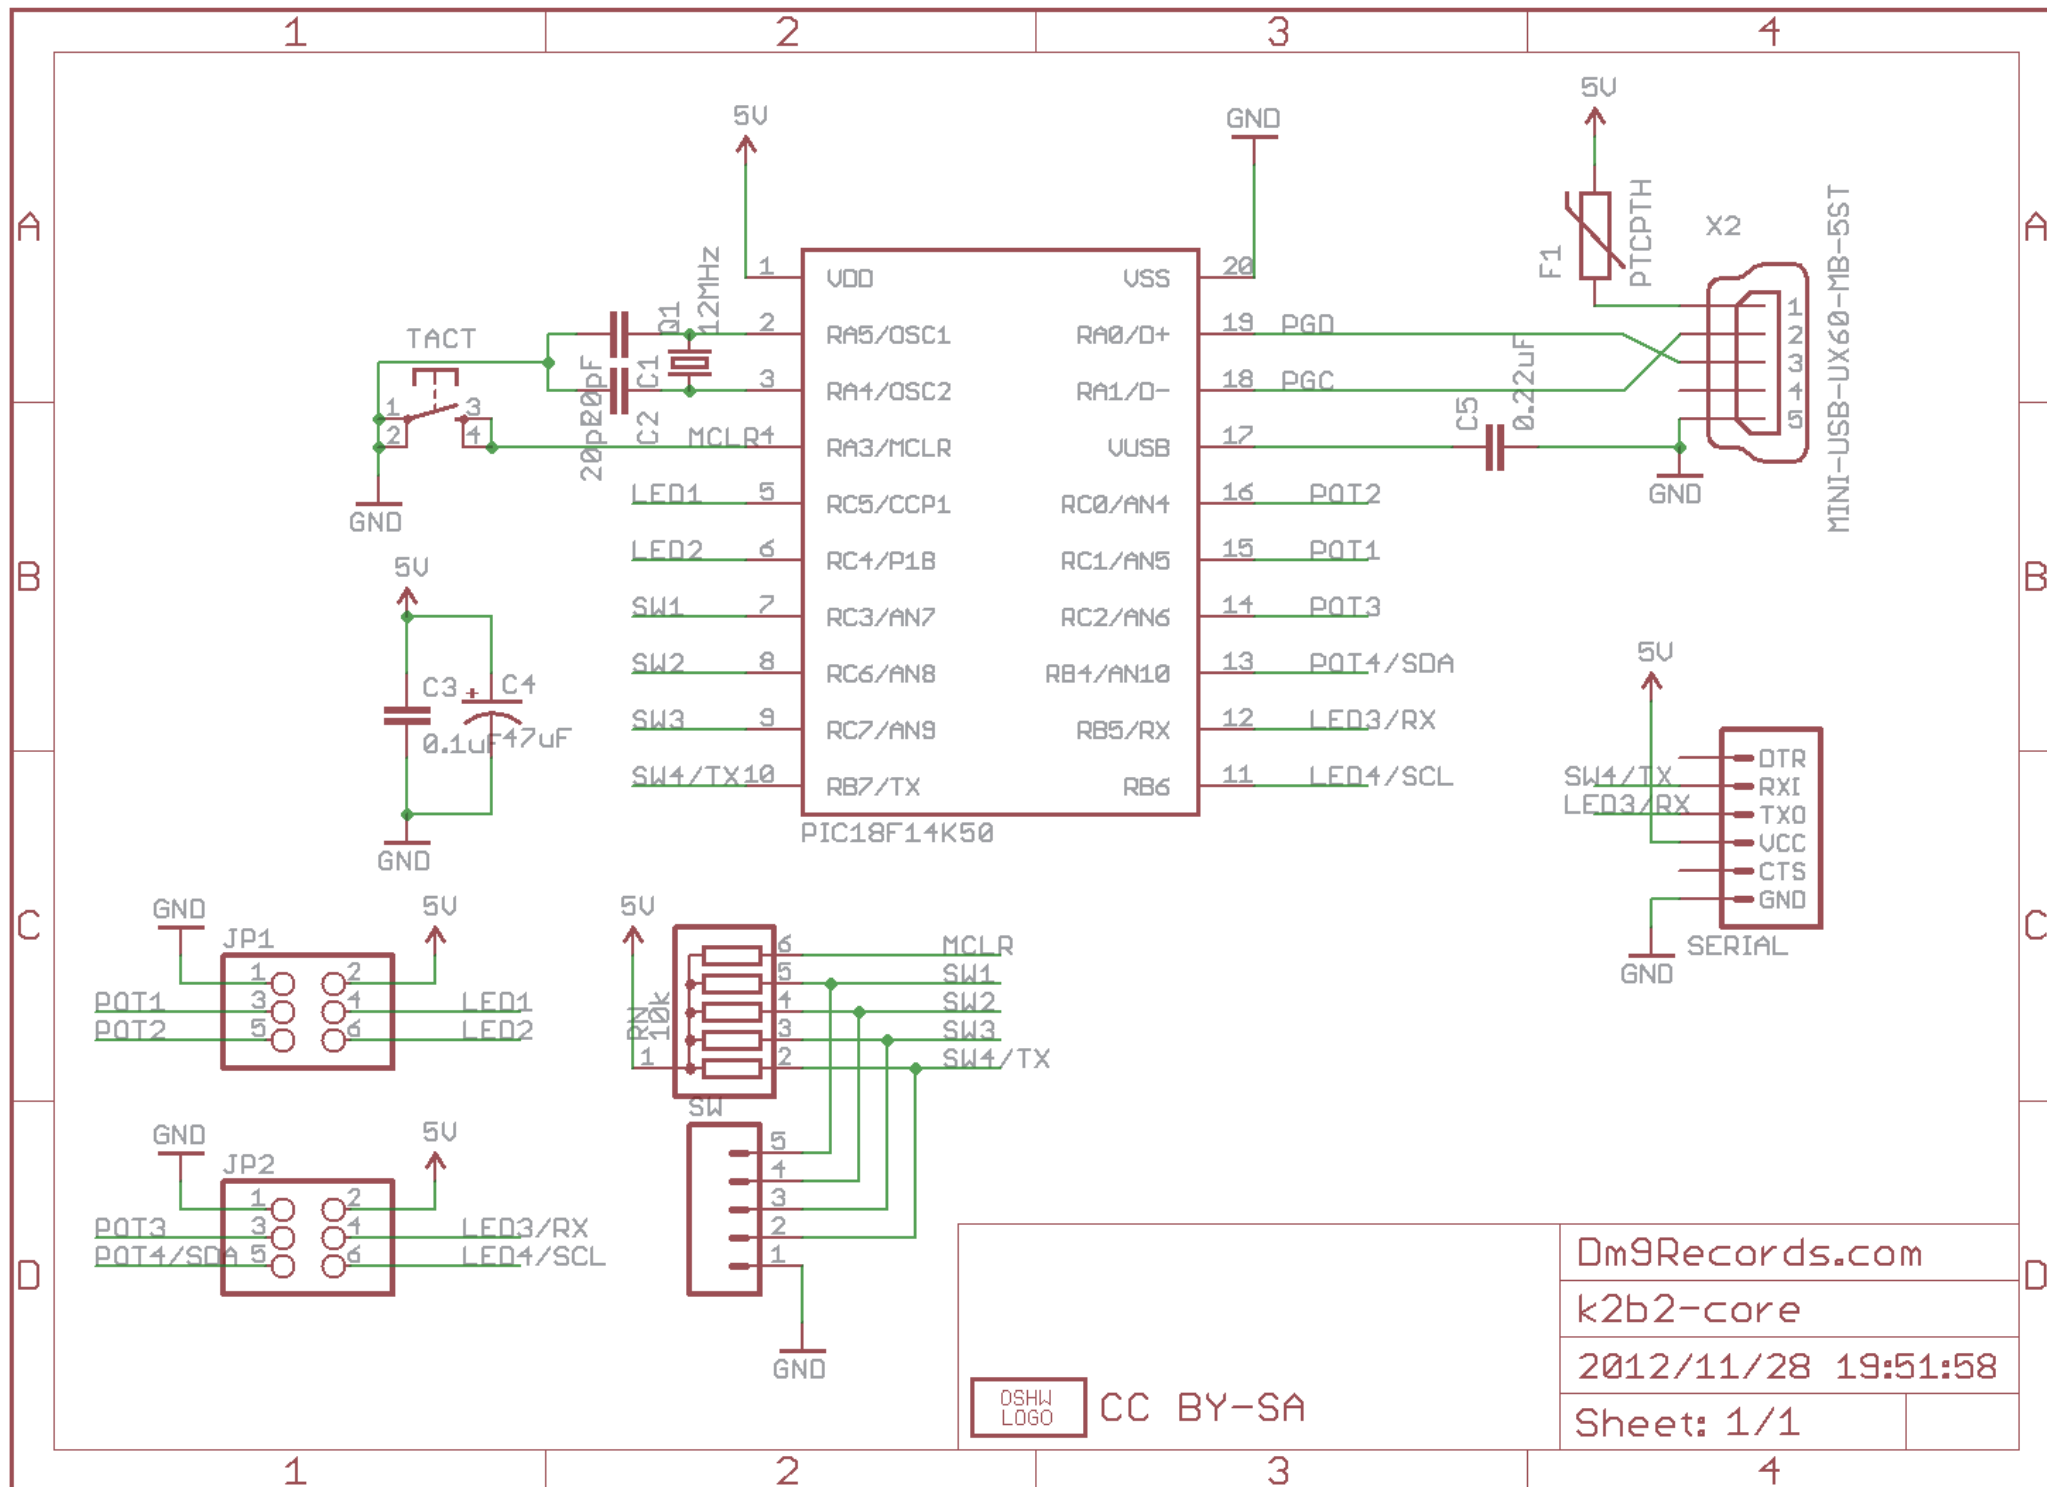 1 2 3 4
A
B
C
D
A
B
C
D
5V
GND
5V
F1
PTCPTH
X2
MINI-USB-UX60-MB-5ST
1
2
3
4
5
GND
TACT
1 3
2 4
GND
Q1
12MHz
C1
20pF
C2
MCLR
LED1
LED2
SW1
SW2
SW3
SW4/TX
1 VDD VSS 20
2 RA5/OSC1 RA0/D+ 19 PGD
3 RA4/OSC2 RA1/D- 18 PGC
4 RA3/MCLR VUSB 17
5 RC5/CCP1 RC0/AN4 16 POT2
6 RC4/P1B RC1/AN5 15 POT1
7 RC3/AN7 RC2/AN6 14 POT3
8 RC6/AN8 RB4/AN10 13 POT4/SDA
9 RC7/AN9 RB5/RX 12 LED3/RX
10 RB7/TX RB6 11 LED4/SCL
PIC18F14K50
C5
0.22uF
5V
C3 + C4
0.1uF 47uF
GND
5V
SW4/TX
LED3/RX
DTR
RXI
TXO
VCC
CTS
GND
GND
SERIAL
GND 5V
JP1
1 2
POT1 3 4 LED1
POT2 5 6 LED2
GND 5V
JP2
1 2
POT3 3 4 LED3/RX
POT4/SDA 5 6 LED4/SCL
5V
RN
10k
1
6 MCLR
5 SW1
4 SW2
3 SW3
2 SW4/TX
SW
5
4
3
2
1
GND
OSHW
LOGO
CC BY-SA
Dm9Records.com
k2b2-core
2012/11/28 19:51:58
Sheet: 1/1
1 2 3 4